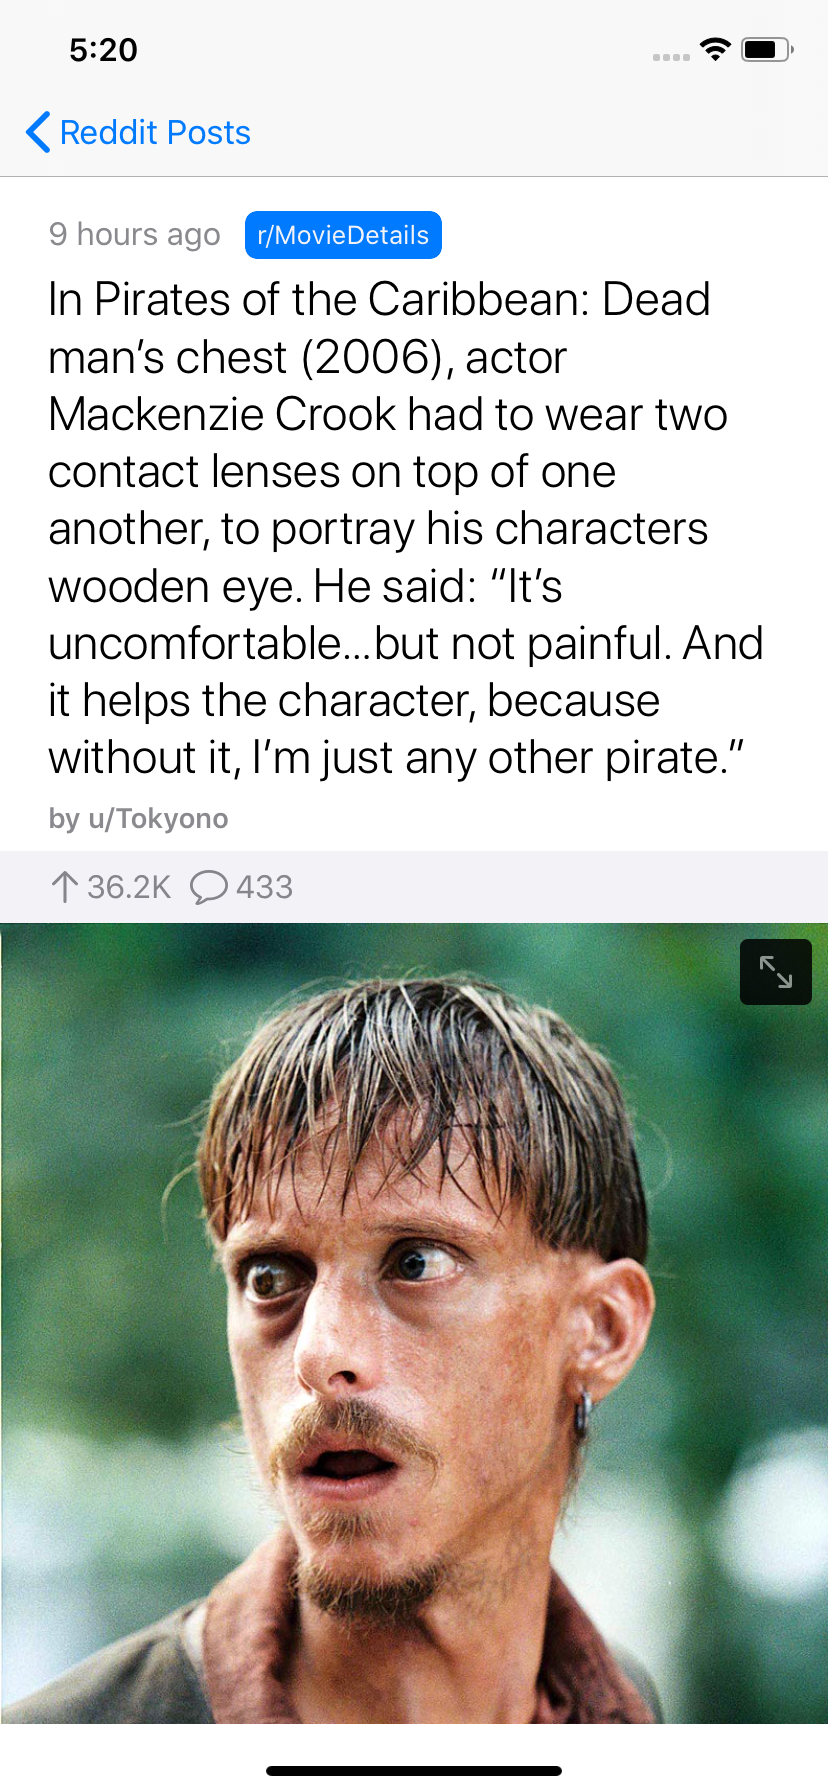 5:20
Reddit Posts
9 hours ago r/MovieDetails
In Pirates of the Caribbean: Dead
man’s chest (2006), actor
Mackenzie Crook had to wear two
contact lenses on top of one
another, to portray his characters
wooden eye. He said: “It’s
uncomfortable...but not painful. And
it helps the character, because
without it, I’m just any other pirate.”
by u/Tokyono
36.2K 433